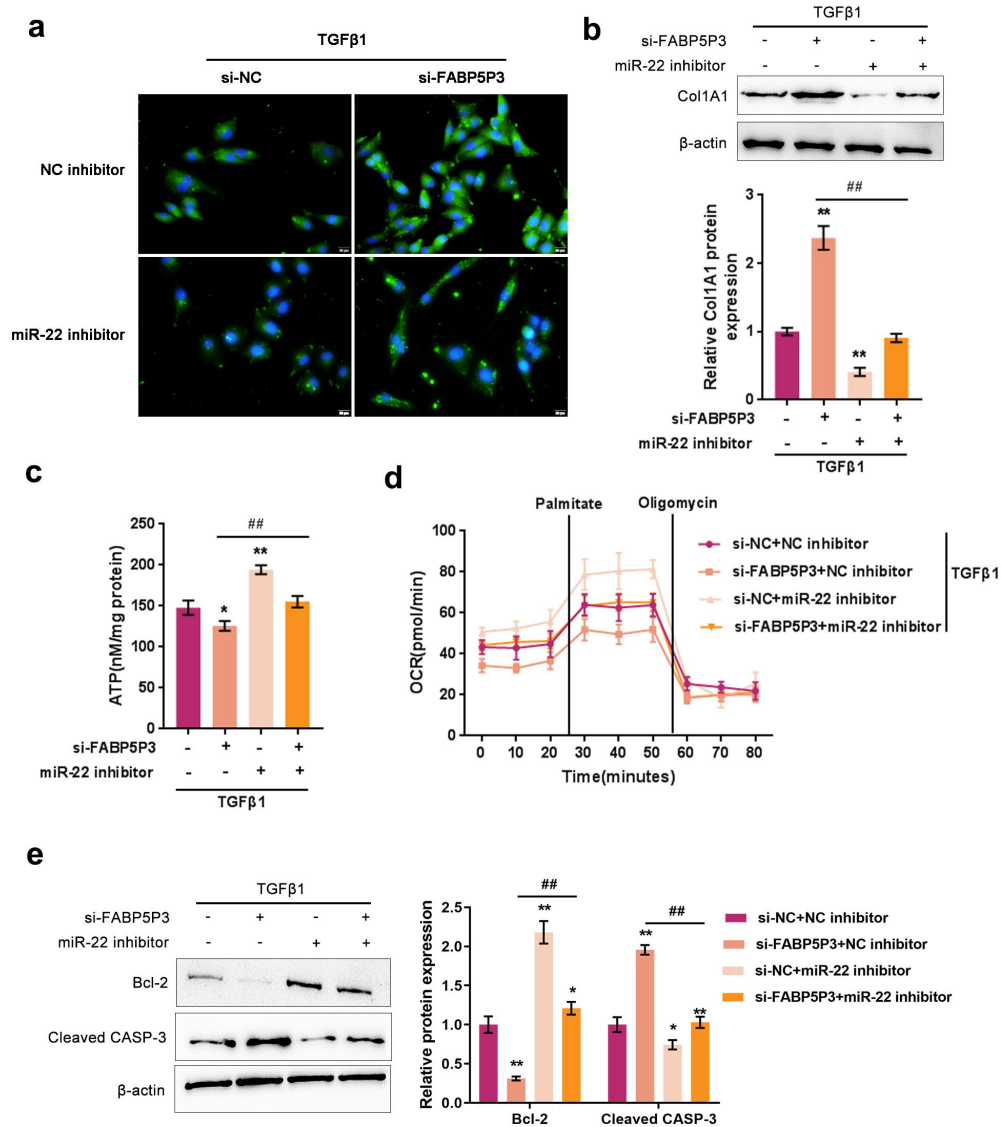 a
TGFβ1
si-NC
si-FABP5P3
NC inhibitor
miR-22 inhibitor
b
TGFβ1
si-FABP5P3 - + - +
miR-22 inhibitor - - + +
Col1A1
β-actin
Relative Col1A1 protein
expression
3
2
1
0
##
**
**
si-FABP5P3 - + - +
miR-22 inhibitor - - + +
TGFβ1
c
ATP(nM/mg protein)
250
200
150
100
50
0
##
*
**
si-FABP5P3 - + - +
miR-22 inhibitor - - + +
TGFβ1
d
Palmitate
Oligomycin
OCR(pmol/min)
100
80
60
40
20
0
0 10 20 30 40 50 60 70 80
Time(minutes)
si-NC+NC inhibitor
si-FABP5P3+NC inhibitor
si-NC+miR-22 inhibitor
si-FABP5P3+miR-22 inhibitor
TGFβ1
e
TGFβ1
si-FABP5P3 - + - +
miR-22 inhibitor - - + +
Bcl-2
Cleaved CASP-3
β-actin
Relative protein expression
2.5
2.0
1.5
1.0
0.5
0.0
##
**
**
*
##
**
*
**
Bcl-2
Cleaved CASP-3
si-NC+NC inhibitor
si-FABP5P3+NC inhibitor
si-NC+miR-22 inhibitor
si-FABP5P3+miR-22 inhibitor